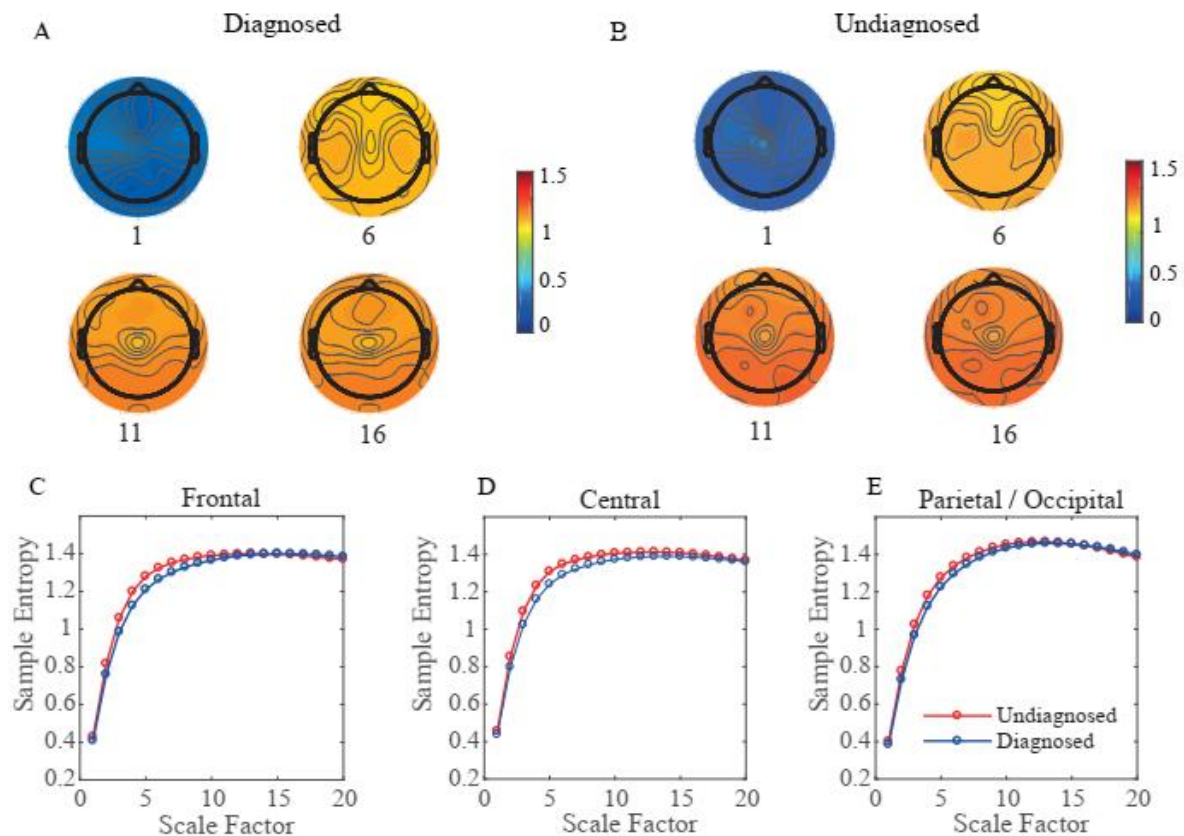 A
Diagnosed
B
Undiagnosed
1
6
1.5
1
0.5
0
1
6
1.5
1
0.5
0
11
16
11
16
C
Frontal
D
Central
E
Parietal / Occipital
Sample Entropy
1.4
1.2
1
0.8
0.6
0.4
0.2
0
5
10
15
20
Scale Factor
Sample Entropy
1.4
1.2
1
0.8
0.6
0.4
0.2
0
5
10
15
20
Scale Factor
Sample Entropy
1.4
1.2
1
0.8
0.6
0.4
0.2
Undiagnosed
Diagnosed
0
5
10
15
20
Scale Factor